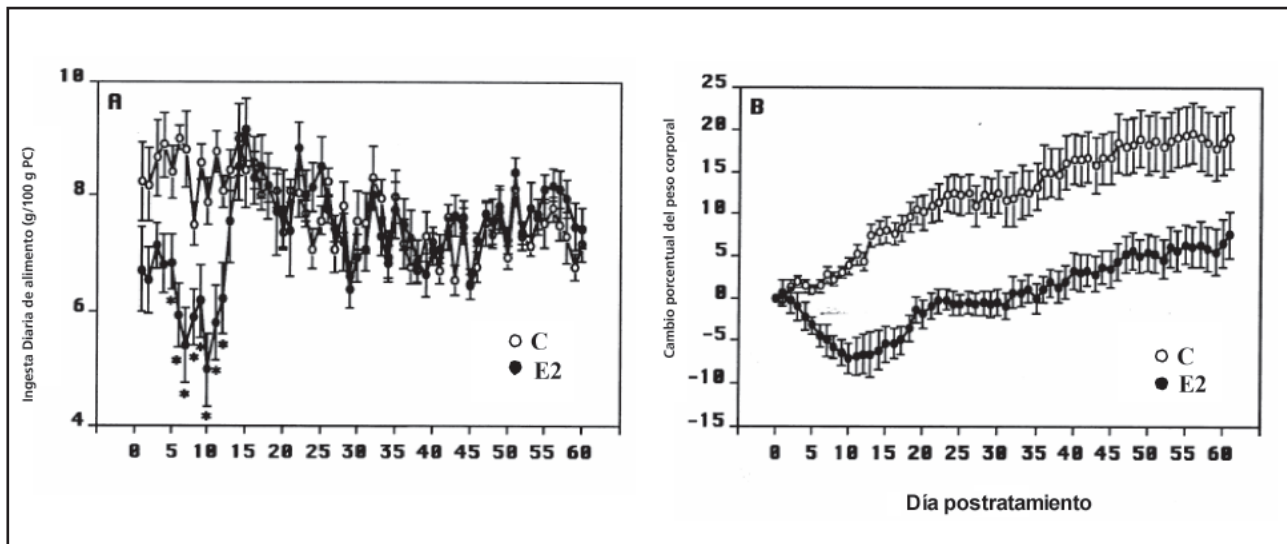 Ingesta Diaria de alimento (g/100 g PC)
10
8
6
4
A
C
E2
0 5 10 15 20 25 30 35 40 45 50 55 60
Cambio porcentual del peso corporal
25
20
15
10
5
0
-5
-10
-15
B
C
E2
0 5 10 15 20 25 30 35 40 45 50 55 60
Día postratamiento